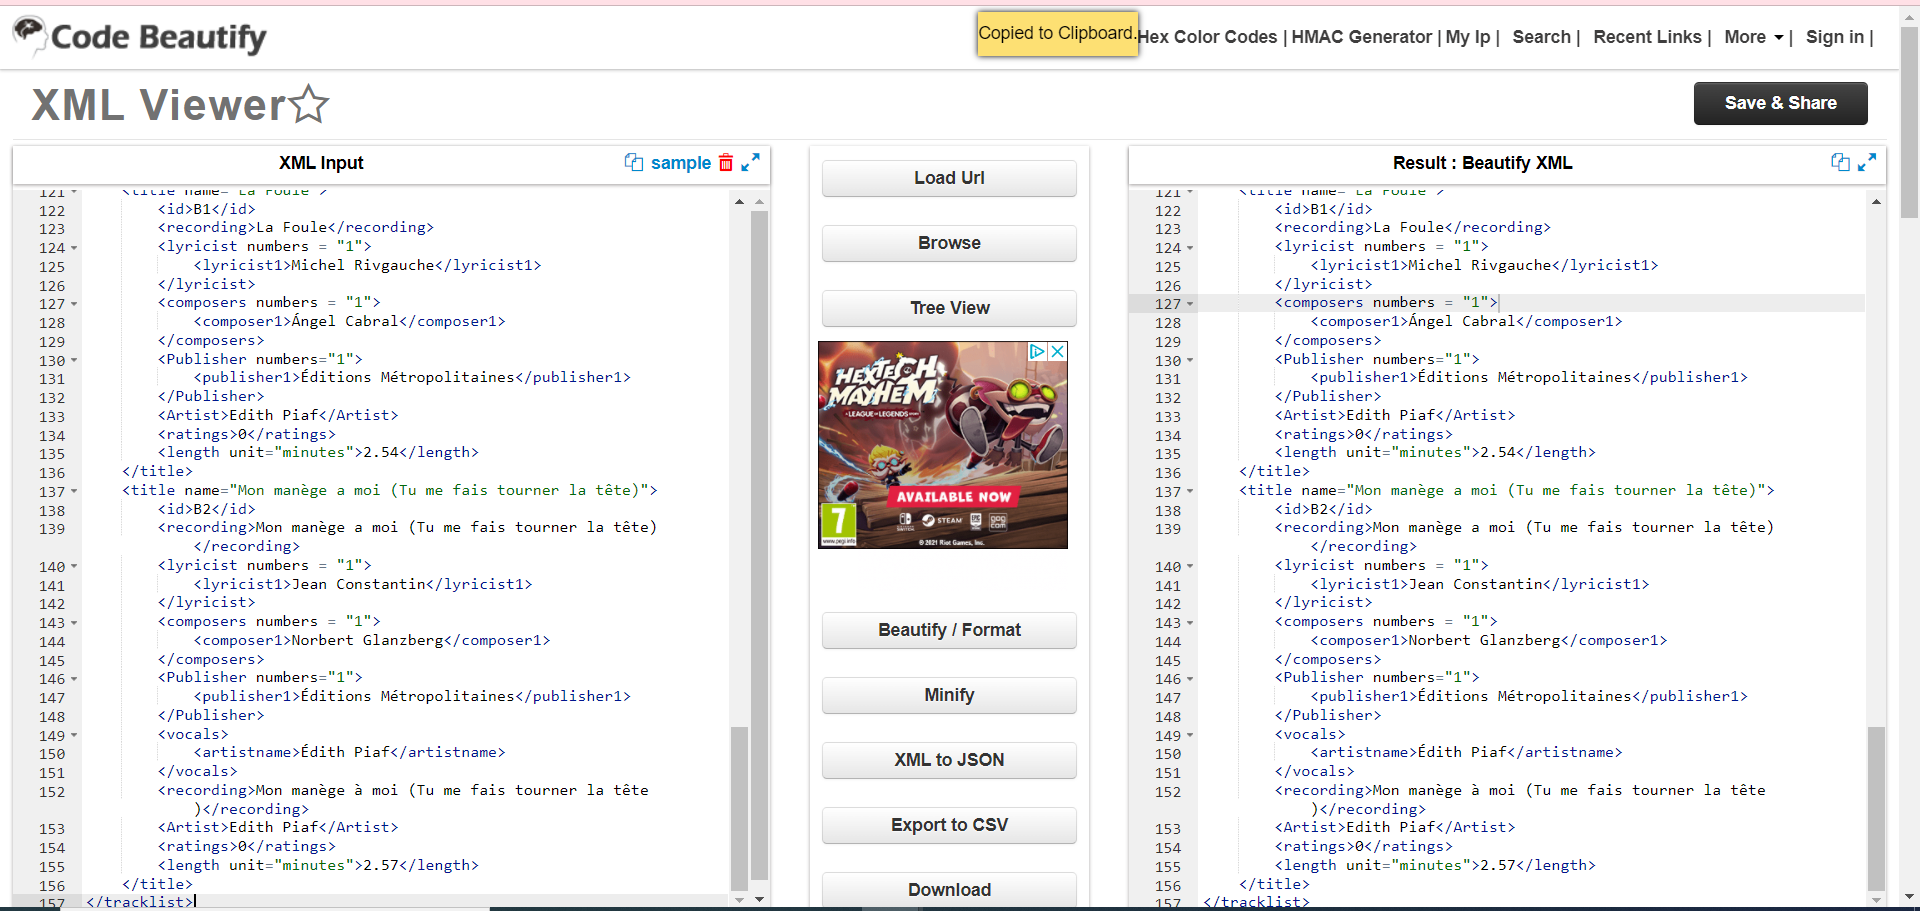 Code Beautify
Copied to Clipboard.
Hex Color Codes | HMAC Generator | My Ip | Search | Recent Links | More | Sign in |
XML Viewer
Save & Share
XML Input
sample
121 <title name="La Foule">
122 <id>B1</id>
123 <recording>La Foule</recording>
124 <lyricist numbers = "1">
125 <lyricist1>Michel Rivgauche</lyricist1>
126 </lyricist>
127 <composers numbers = "1">
128 <composer1>Ángel Cabral</composer1>
129 </composers>
130 <Publisher numbers="1">
131 <publisher1>Éditions Métropolitaines</publisher1>
132 </Publisher>
133 <Artist>Edith Piaf</Artist>
134 <ratings>0</ratings>
135 <length unit="minutes">2.54</length>
136 </title>
137 <title name="Mon manège a moi (Tu me fais tourner la tête)">
138 <id>B2</id>
139 <recording>Mon manège a moi (Tu me fais tourner la tête)
</recording>
140 <lyricist numbers = "1">
141 <lyricist1>Jean Constantin</lyricist1>
142 </lyricist>
143 <composers numbers = "1">
144 <composer1>Norbert Glanzberg</composer1>
145 </composers>
146 <Publisher numbers="1">
147 <publisher1>Éditions Métropolitaines</publisher1>
148 </Publisher>
149 <vocals>
150 <artistname>Édith Piaf</artistname>
151 </vocals>
152 <recording>Mon manège à moi (Tu me fais tourner la tête
)</recording>
153 <Artist>Edith Piaf</Artist>
154 <ratings>0</ratings>
155 <length unit="minutes">2.57</length>
156 </title>
157 </tracklist>
Load Url
Browse
Tree View
HEXTECH
MAYHEM
A LEAGUE OF LEGENDS STORY
AVAILABLE NOW
7
www.pegi.info
SWITCH
STEAM
EPIC
GAMES
GOG
COM
© 2021 Riot Games, Inc.
Beautify / Format
Minify
XML to JSON
Export to CSV
Download
Result : Beautify XML
121 <title name="La Foule">
122 <id>B1</id>
123 <recording>La Foule</recording>
124 <lyricist numbers = "1">
125 <lyricist1>Michel Rivgauche</lyricist1>
126 </lyricist>
127 <composers numbers = "1">
128 <composer1>Ángel Cabral</composer1>
129 </composers>
130 <Publisher numbers="1">
131 <publisher1>Éditions Métropolitaines</publisher1>
132 </Publisher>
133 <Artist>Edith Piaf</Artist>
134 <ratings>0</ratings>
135 <length unit="minutes">2.54</length>
136 </title>
137 <title name="Mon manège a moi (Tu me fais tourner la tête)">
138 <id>B2</id>
139 <recording>Mon manège a moi (Tu me fais tourner la tête)
</recording>
140 <lyricist numbers = "1">
141 <lyricist1>Jean Constantin</lyricist1>
142 </lyricist>
143 <composers numbers = "1">
144 <composer1>Norbert Glanzberg</composer1>
145 </composers>
146 <Publisher numbers="1">
147 <publisher1>Éditions Métropolitaines</publisher1>
148 </Publisher>
149 <vocals>
150 <artistname>Édith Piaf</artistname>
151 </vocals>
152 <recording>Mon manège à moi (Tu me fais tourner la tête
)</recording>
153 <Artist>Edith Piaf</Artist>
154 <ratings>0</ratings>
155 <length unit="minutes">2.57</length>
156 </title>
157 </tracklist>